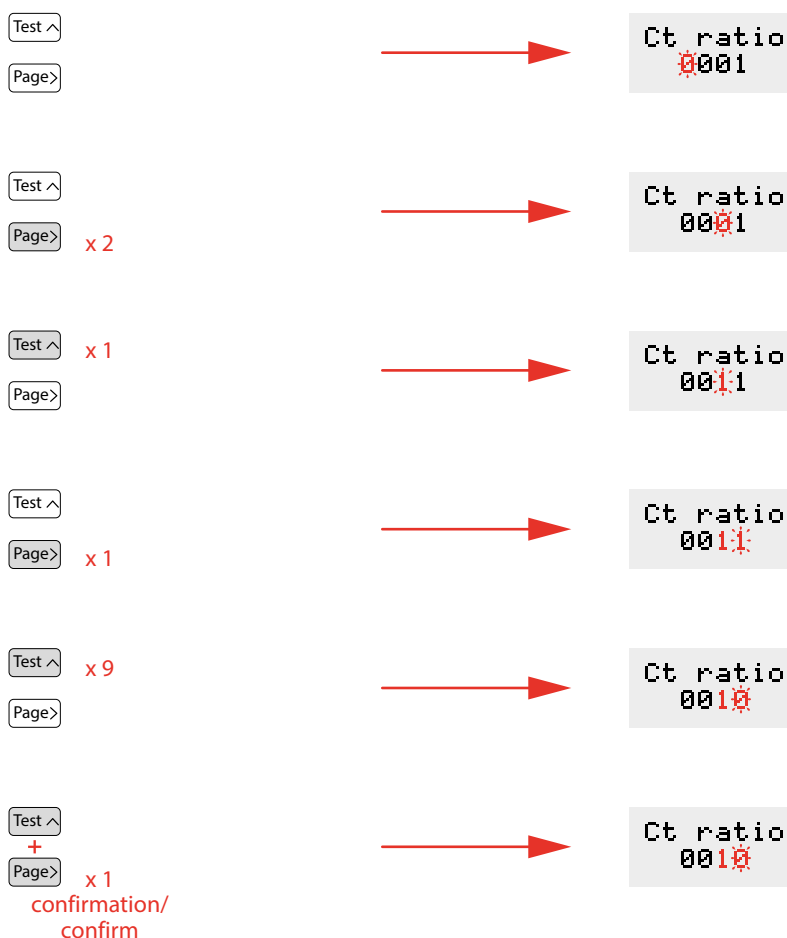 Test ^
Page>
Ct ratio
0001
Test ^
Page> x 2
Ct ratio
0001
Test ^ x 1
Page>
Ct ratio
0011
Test ^
Page> x 1
Ct ratio
0011
Test ^ x 9
Page>
Ct ratio
0010
Test ^
+
Page> x 1
confirmation/
confirm
Ct ratio
0010